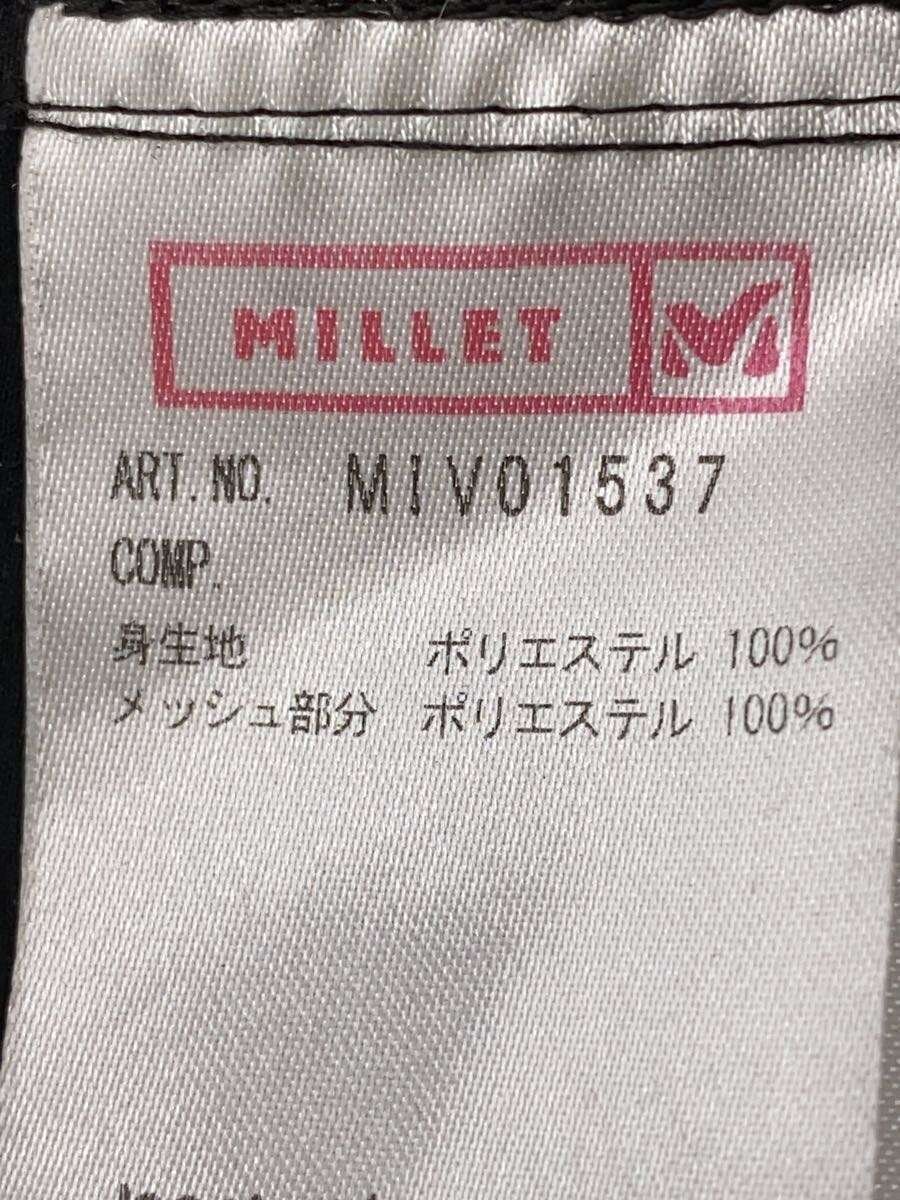 MILLET
ART.NO. MIV01537
COMP.
身生地 ポリエステル 100%
メッシュ部分 ポリエステル 100%